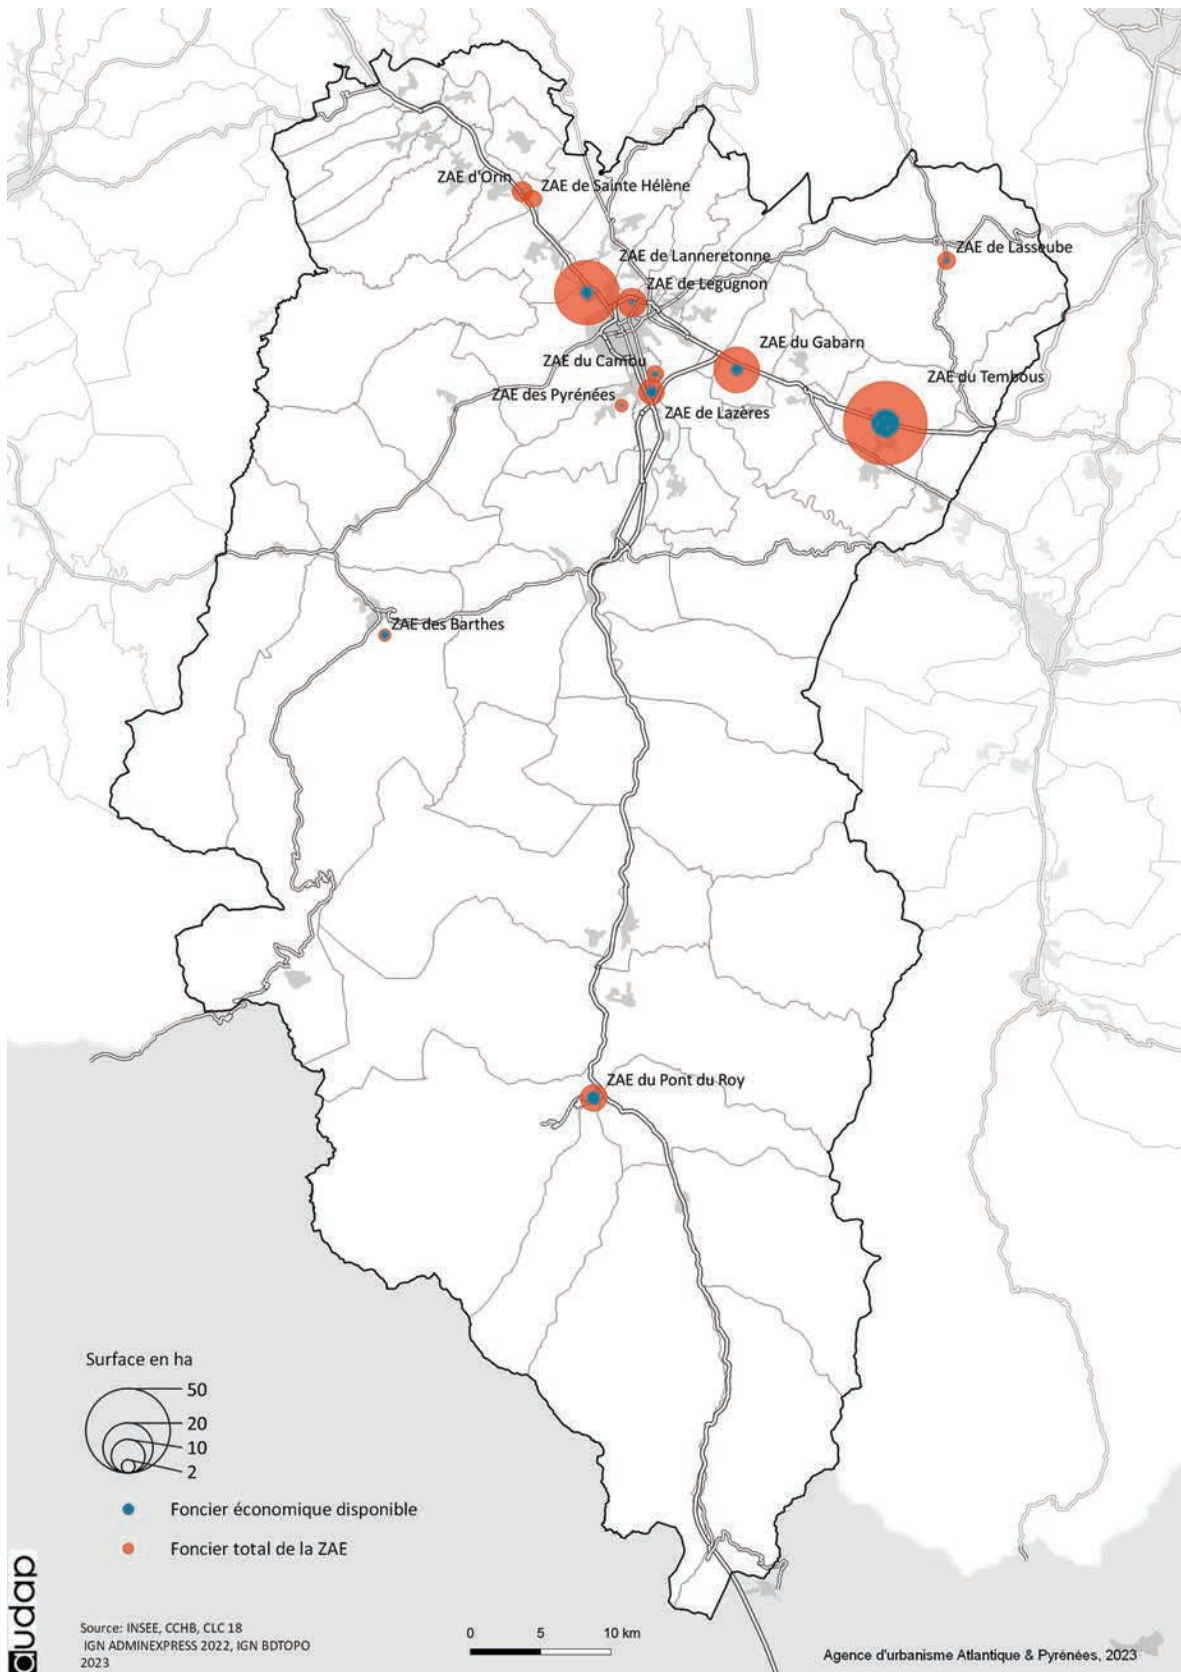 ZAE d'Orin
ZAE de Sainte Hélène
ZAE de Lasseube
ZAE de Lanneretonne
ZAE de Legugnon
ZAE du Gabarn
ZAE du Cambu
ZAE du Tembous
ZAE des Pyrénées
ZAE de Lazères
ZAE des Barthes
ZAE du Pont du Roy
Surface en ha
50
20
10
2
Foncier économique disponible
Foncier total de la ZAE
audap
Source: INSEE, CCHB, CLC 18
IGN ADMINEXPRESS 2022, IGN BDTOPO
2023
0 5 10 km
Agence d'urbanisme Atlantique & Pyrénées, 2023